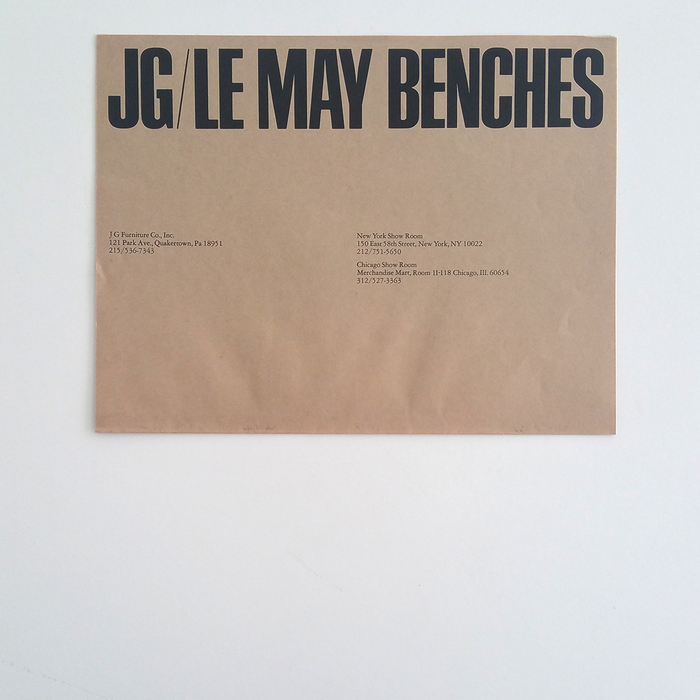 JG/LE MAY BENCHES
J G Furniture Co., Inc.
121 Park Ave., Quakertown, Pa 18951
215/536-7343
New York Show Room
150 East 58th Street, New York, NY 10022
212/751-5650
Chicago Show Room
Merchandise Mart, Room 11-118 Chicago, Ill. 60654
312/527-3363